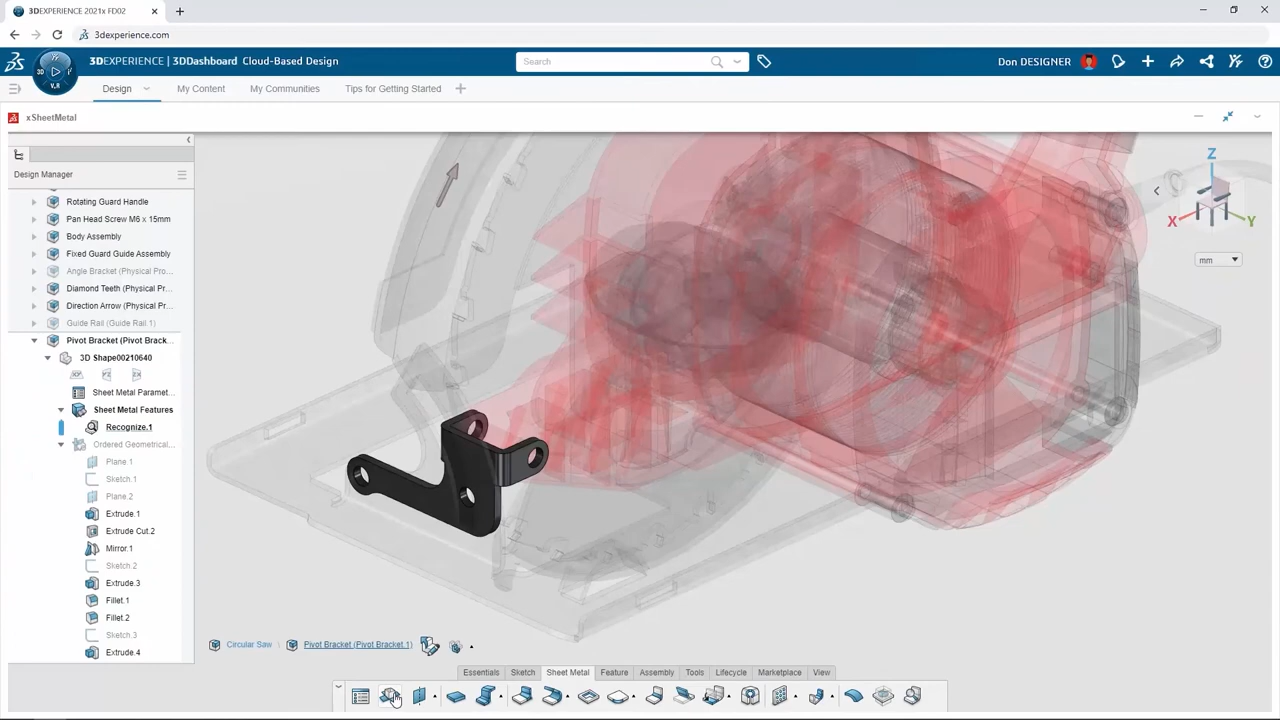 3DEXPERIENCE 2021x FD02
3dexperience.com
3DEXPERIENCE | 3DDashboard Cloud-Based Design
Search
Don DESIGNER
3D
V.R
Design
My Content
My Communities
Tips for Getting Started
xSheetMetal
Design Manager
Rotating Guard Handle
Pan Head Screw M6 x 15mm
Body Assembly
Fixed Guard Guide Assembly
Angle Bracket (Physical Pro...
Diamond Teeth (Physical Pr...
Direction Arrow (Physical Pr...
Guide Rail (Guide Rail 1)
Pivot Bracket (Pivot Brack...
3D Shape00210640
Sheet Metal Paramet...
Sheet Metal Features
Recognize.1
Ordered Geometrical...
Plane 1
Sketch.1
Plane.2
Extrude.1
Extrude Cut.2
Mirror.1
Sketch.2
Extrude.3
Fillet.1
Fillet.2
Sketch.3
Extrude.4
Z
X
Y
mm
Circular Saw
Pivot Bracket (Pivot Bracket.1)
Essentials
Sketch
Sheet Metal
Feature
Assembly
Tools
Lifecycle
Marketplace
View